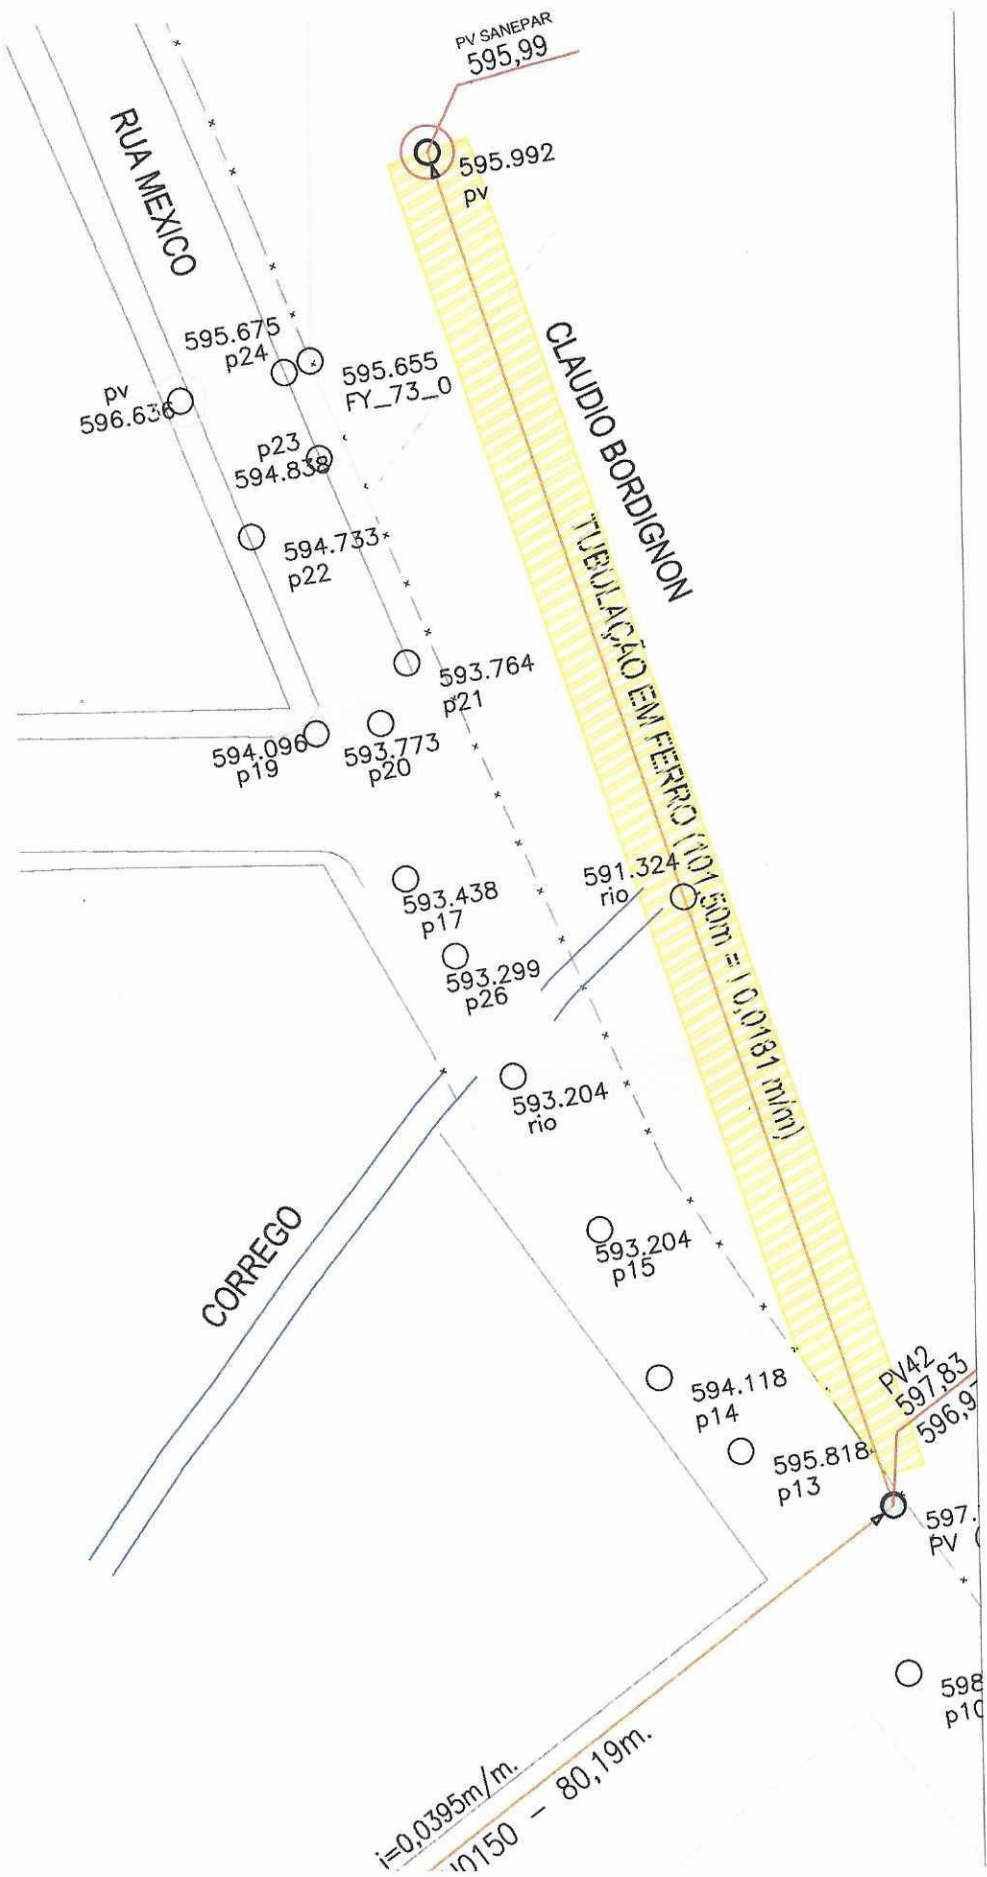 PV SANEPAR
595,99
595.992
pv
RUA MEXICO
595.675
p24
595.655
FY_73_0
pv
596.636
CLAUDIO BORDIGNON
p23
594.838
594.733
p22
TUBULAÇÃO EM FERRO (101,50m = I 0,0181 m/m)
593.764
p21
594.096
p19
593.773
p20
591.324
rio
593.438
p17
593.299
p26
593.204
rio
CORREGO
593.204
p15
PV42
597,83
594.118
p14
595.818
p13
PV
i=0,0395m/m.
80,19m.